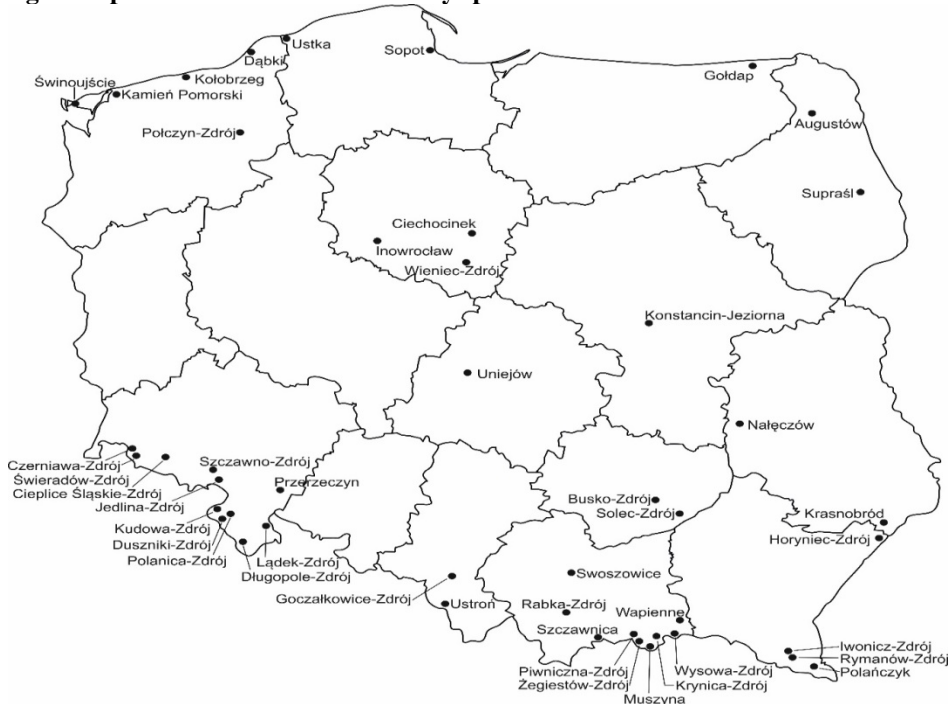 Ustka
Sopot
Dąbki
Gołdap
Świnoujście
Kołobrzeg
Kamień Pomorski
Augustów
Połczyn-Zdrój
Supraśl
Ciechocinek
Inowrocław
Wieniec-Zdrój
Konstancin-Jeziorna
Uniejów
Nałęczów
Czerniawa-Zdrój
Świeradów-Zdrój
Cieplice Śląskie-Zdrój
Szczawno-Zdrój
Jedlina-Zdrój
Przerzeczyn
Kudowa-Zdrój
Duszniki-Zdrój
Polanica-Zdrój
Lądek-Zdrój
Długopole-Zdrój
Busko-Zdrój
Solec-Zdrój
Krasnobród
Horyniec-Zdrój
Goczałkowice-Zdrój
Ustroń
Swoszowice
Rabka-Zdrój
Wapienne
Szczawnica
Piwniczna-Zdrój
Żegiestów-Zdrój
Muszyna
Wysowa-Zdrój
Krynica-Zdrój
Iwonicz-Zdrój
Rymanów-Zdrój
Polańczyk